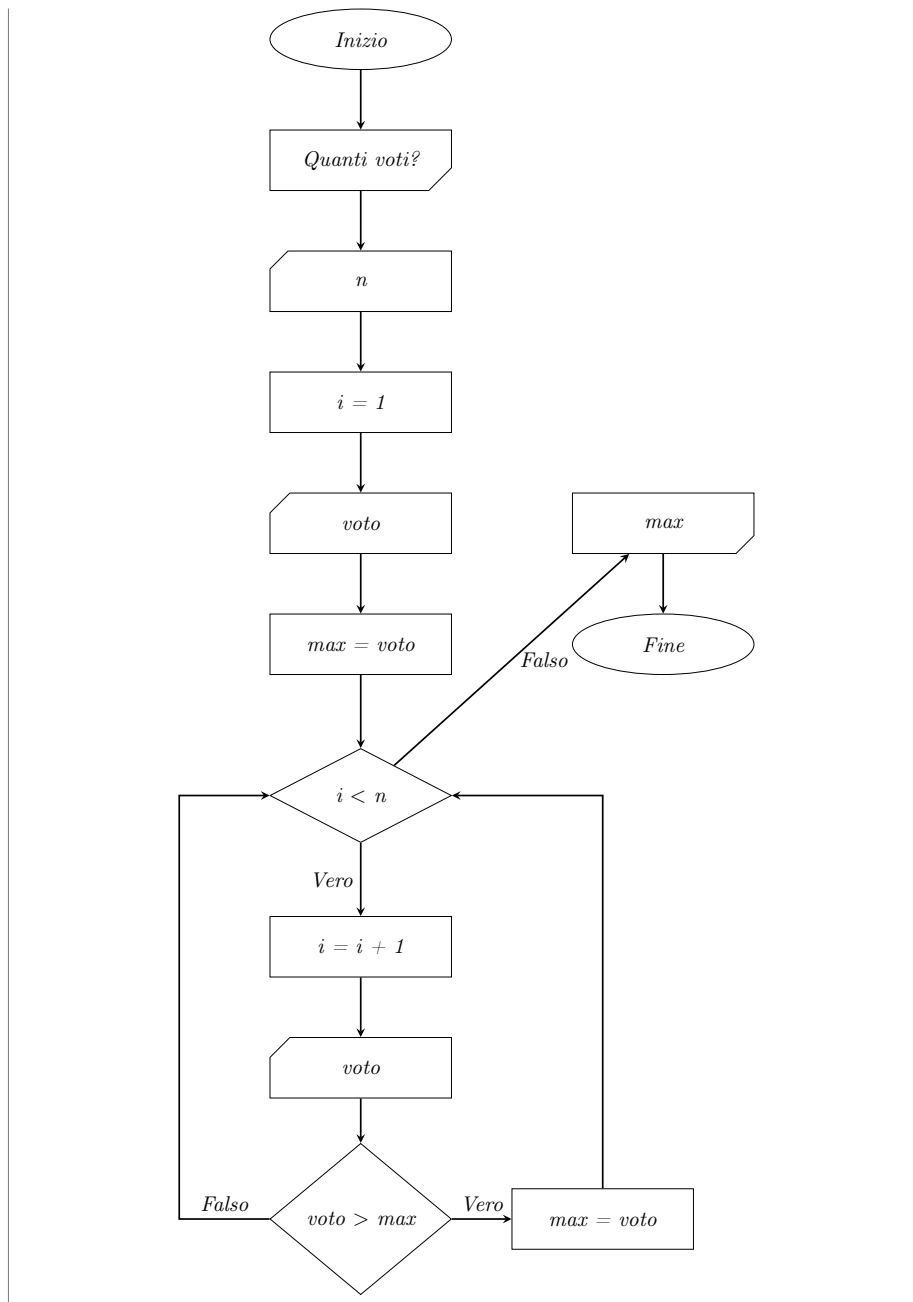 Inizio
Quanti voti?
n
i = 1
voto
max = voto
max
Fine
Falso
i < n
Vero
i = i + 1
voto
voto > max
Falso
Vero
max = voto